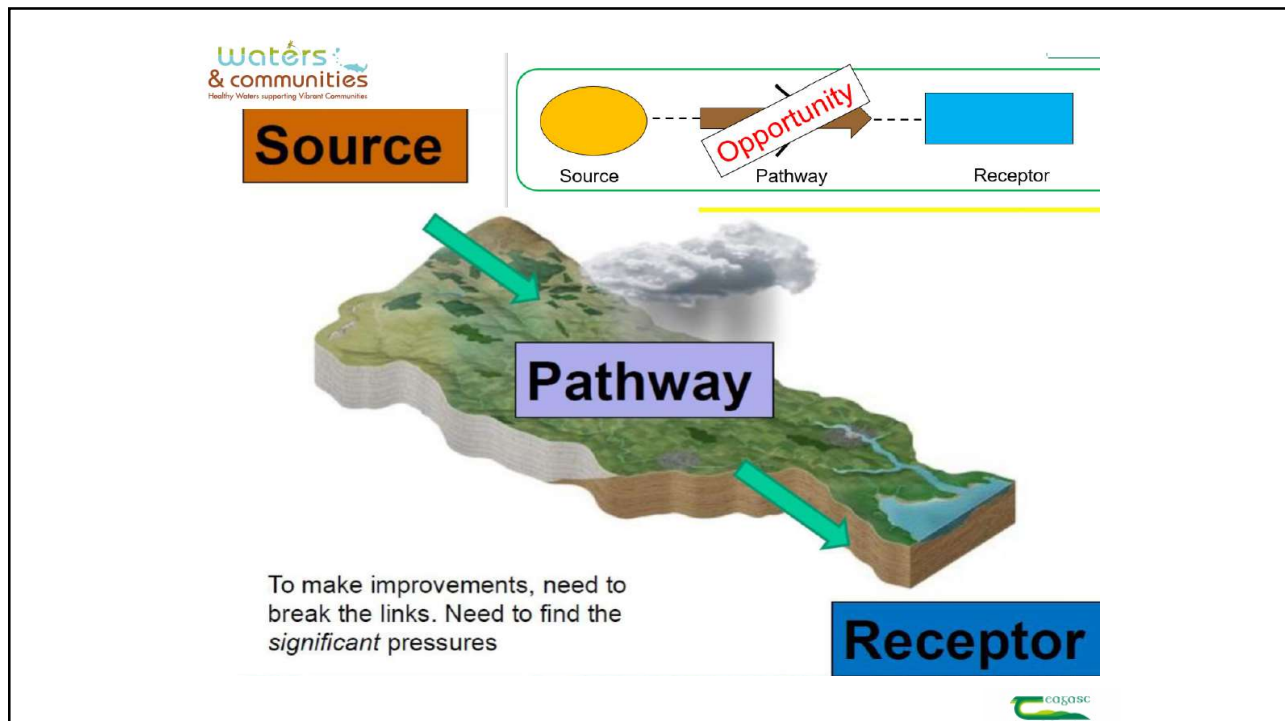 Waters
& communities
Healthy Waters supporting Vibrant Communities
Source
Opportunity
Source
Pathway
Receptor
Pathway
To make improvements, need to
break the links. Need to find the
significant pressures
Receptor
Teagasc